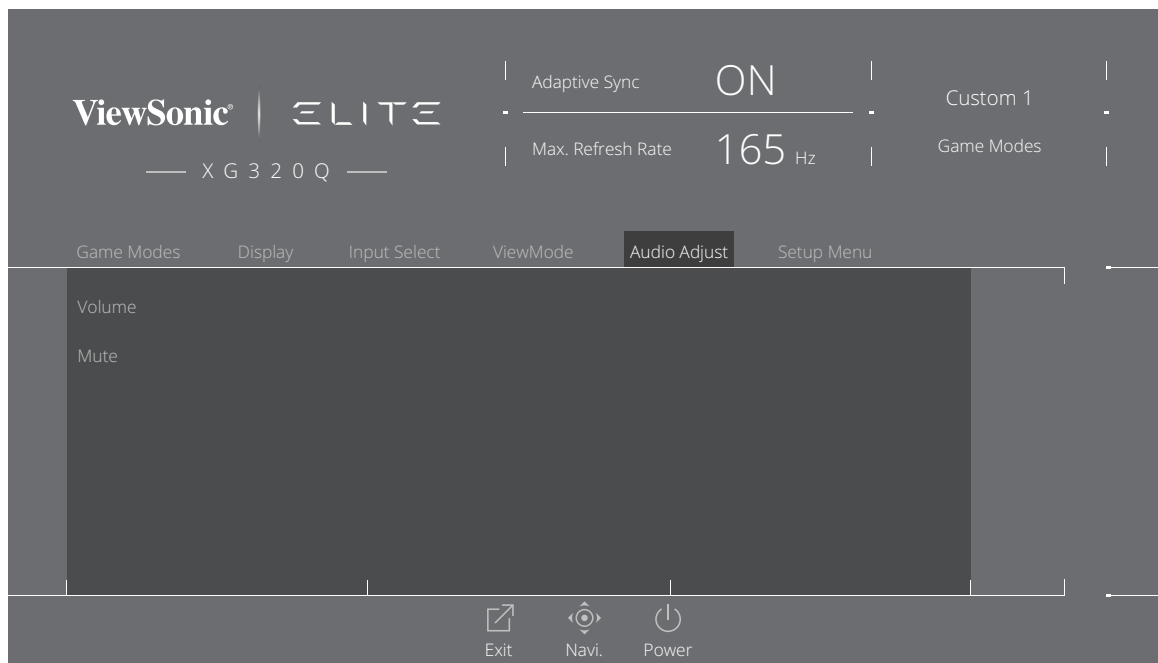 ViewSonic® ELITE
XG320Q
Adaptive Sync ON
Max. Refresh Rate 165 Hz
Custom 1
Game Modes
Game Modes Display Input Select ViewMode Audio Adjust Setup Menu
Volume
Mute
Exit Navi. Power